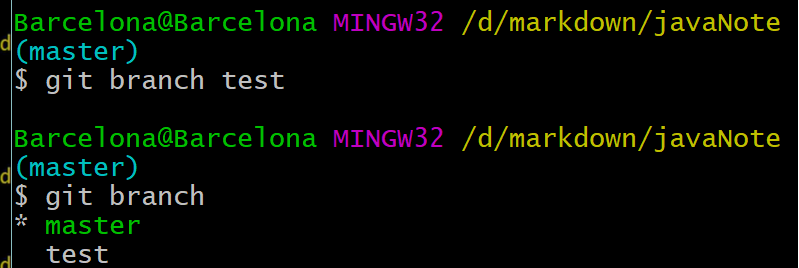 Barcelona@Barcelona MINGW32 /d/markdown/javaNote
(master)
$ git branch test
Barcelona@Barcelona MINGW32 /d/markdown/javaNote
(master)
$ git branch
* master
test